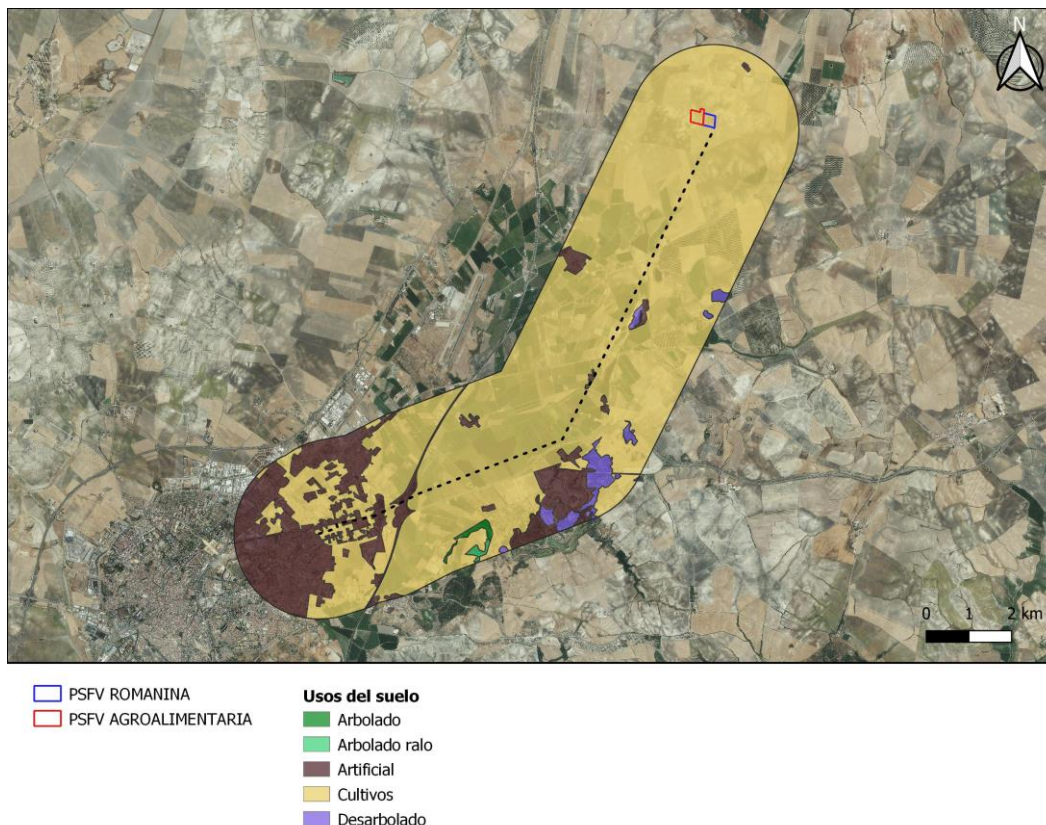 N
0 1 2 km
PSFV ROMANINA
PSFV AGROALIMENTARIA
Usos del suelo
Arbolado
Arbolado ralo
Artificial
Cultivos
Desarbolado